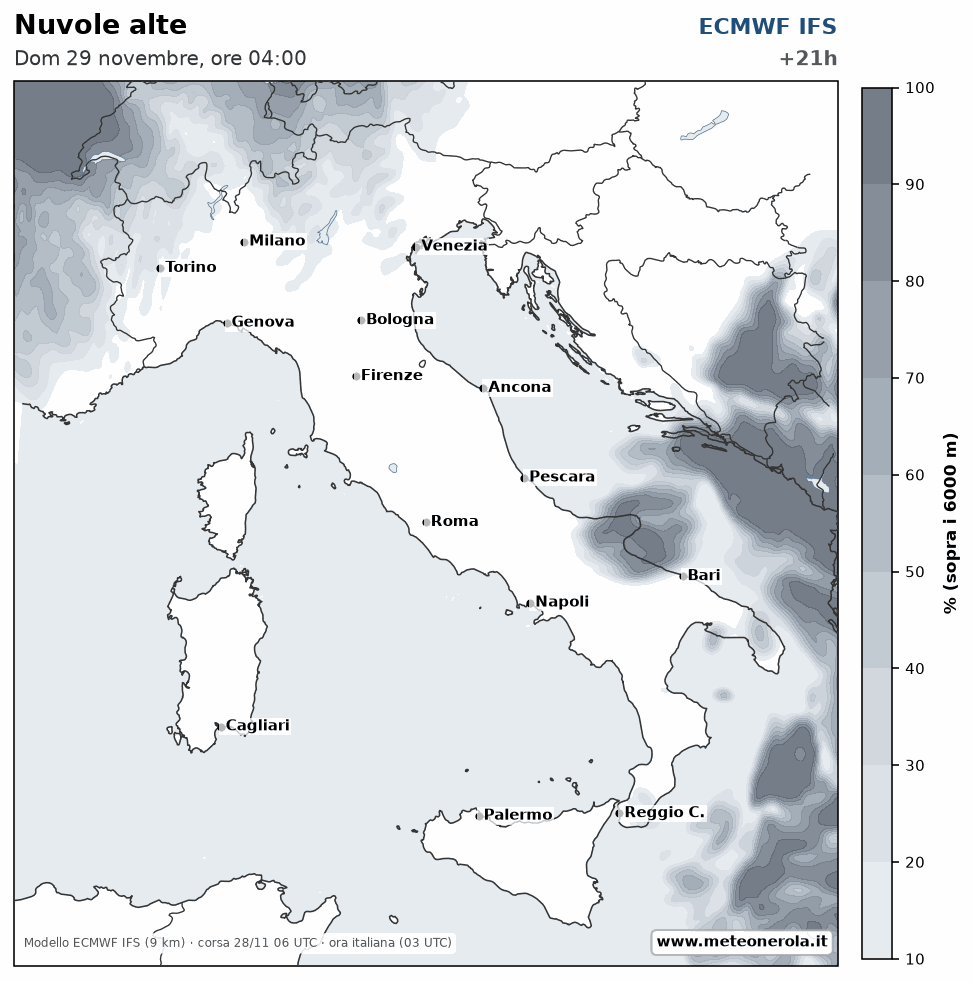 Nuvole alte
ECMWF IFS
Dom 29 novembre, ore 04:00
+21h
100
90
80
70
60
50
40
30
20
10
% (sopra i 6000 m)
Milano
Venezia
Torino
Genova
Bologna
Firenze
Ancona
Pescara
Roma
Bari
Napoli
Cagliari
Palermo
Reggio C.
Modello ECMWF IFS (9 km) · corsa 28/11 06 UTC · ora italiana (03 UTC)
www.meteonerola.it